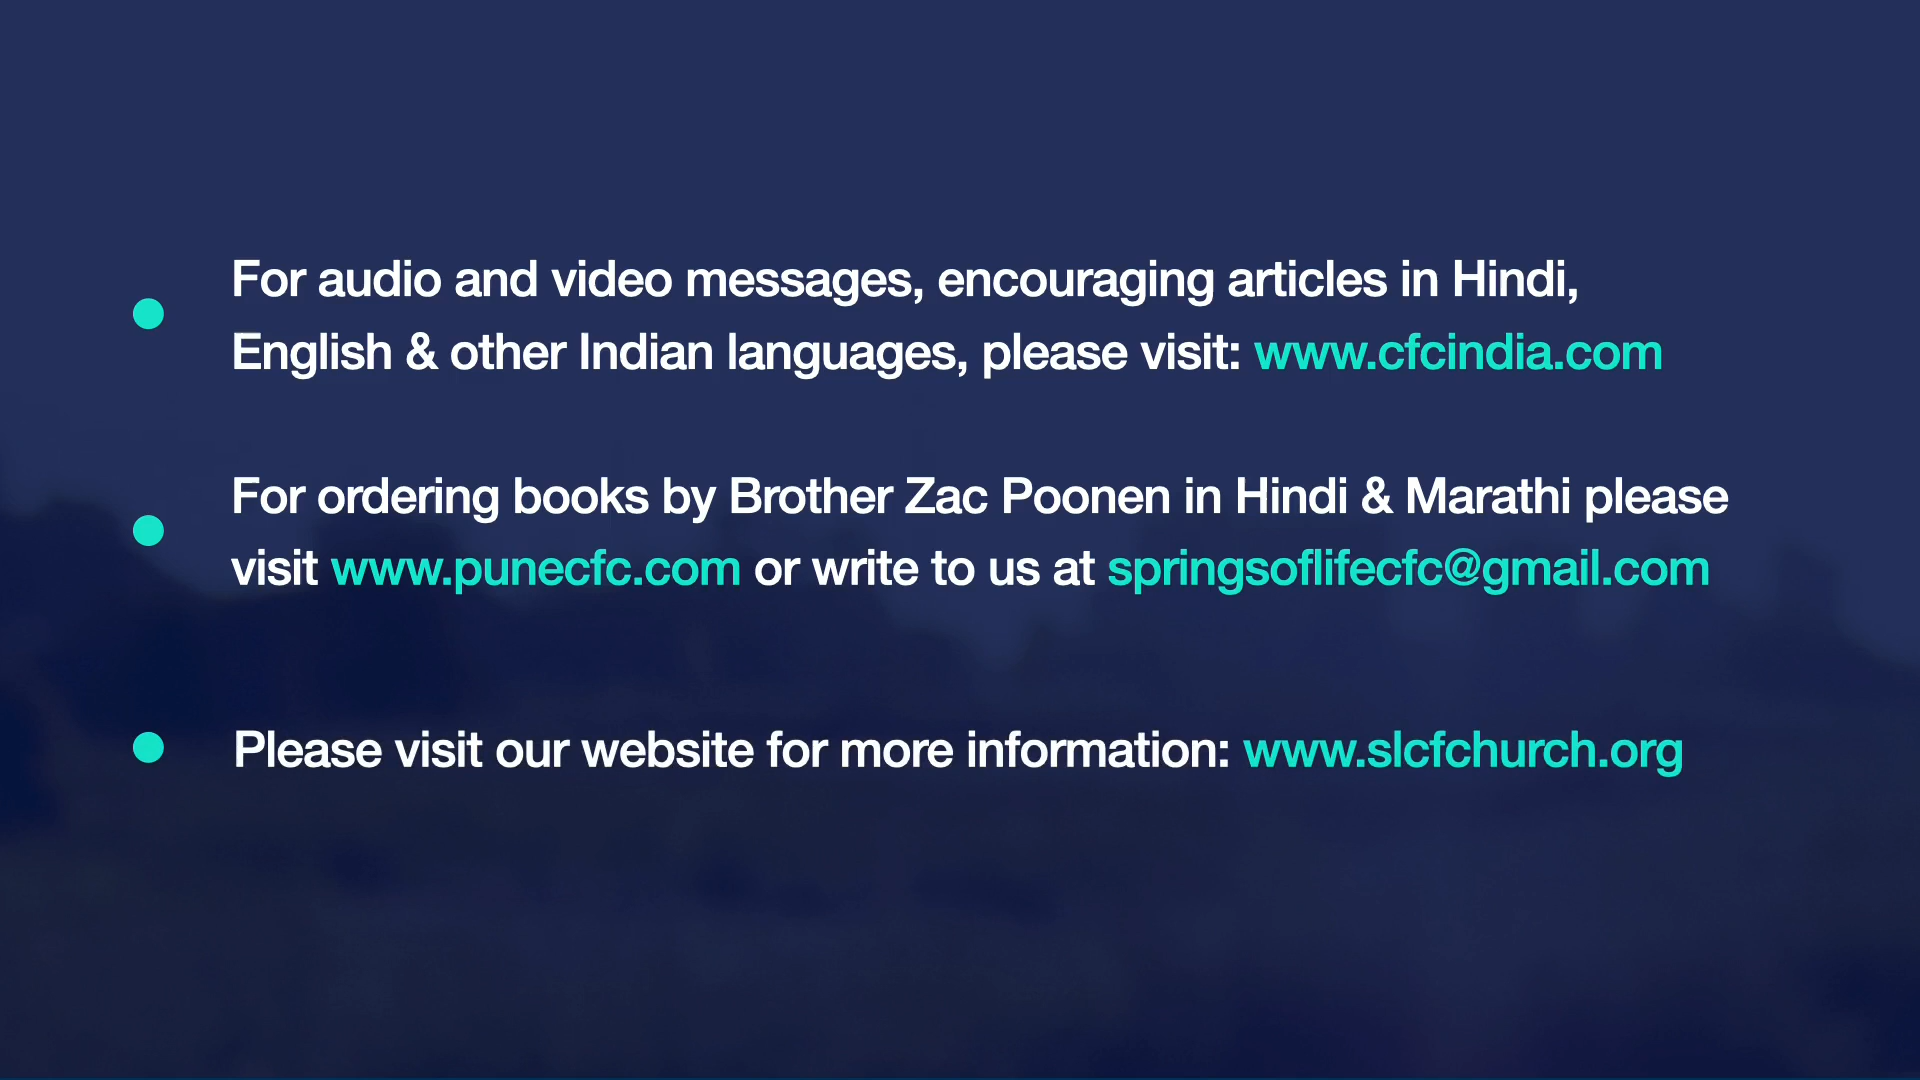 For audio and video messages, encouraging articles in Hindi,
English & other Indian languages, please visit: www.cfcindia.com
For ordering books by Brother Zac Poonen in Hindi & Marathi please
visit www.punecfc.com or write to us at springsoflifecfc@gmail.com
Please visit our website for more information: www.slcfchurch.org